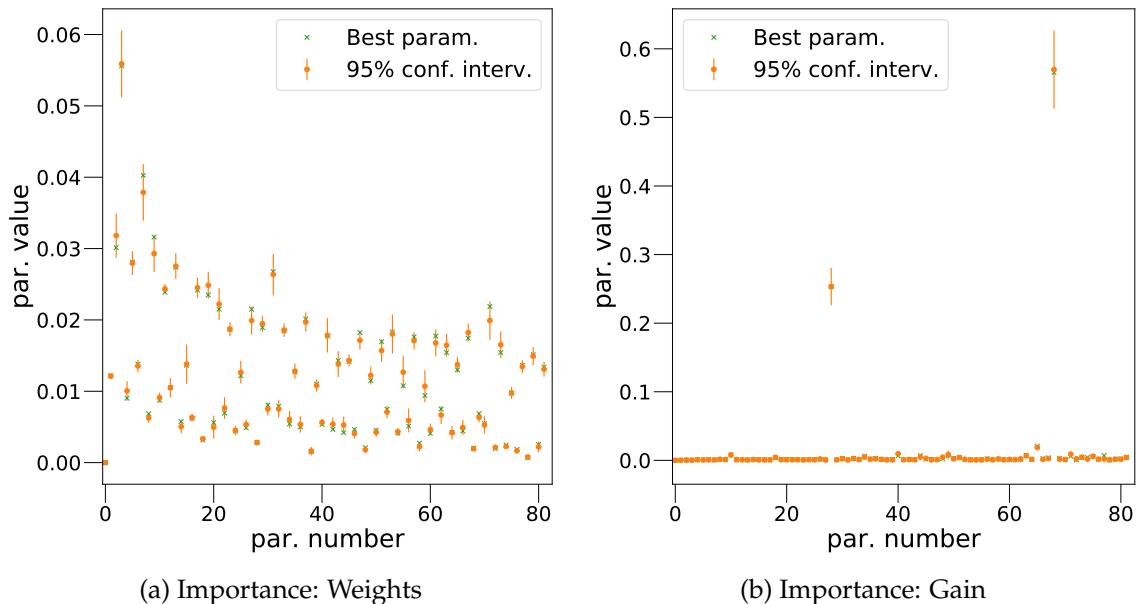 0.06
0.05
0.04
0.03
0.02
0.01
0.00
par. value
Best param.
95% conf. interv.
0 20 40 60 80
par. number
(a) Importance: Weights
0.6
0.5
0.4
0.3
0.2
0.1
0.0
par. value
Best param.
95% conf. interv.
0 20 40 60 80
par. number
(b) Importance: Gain